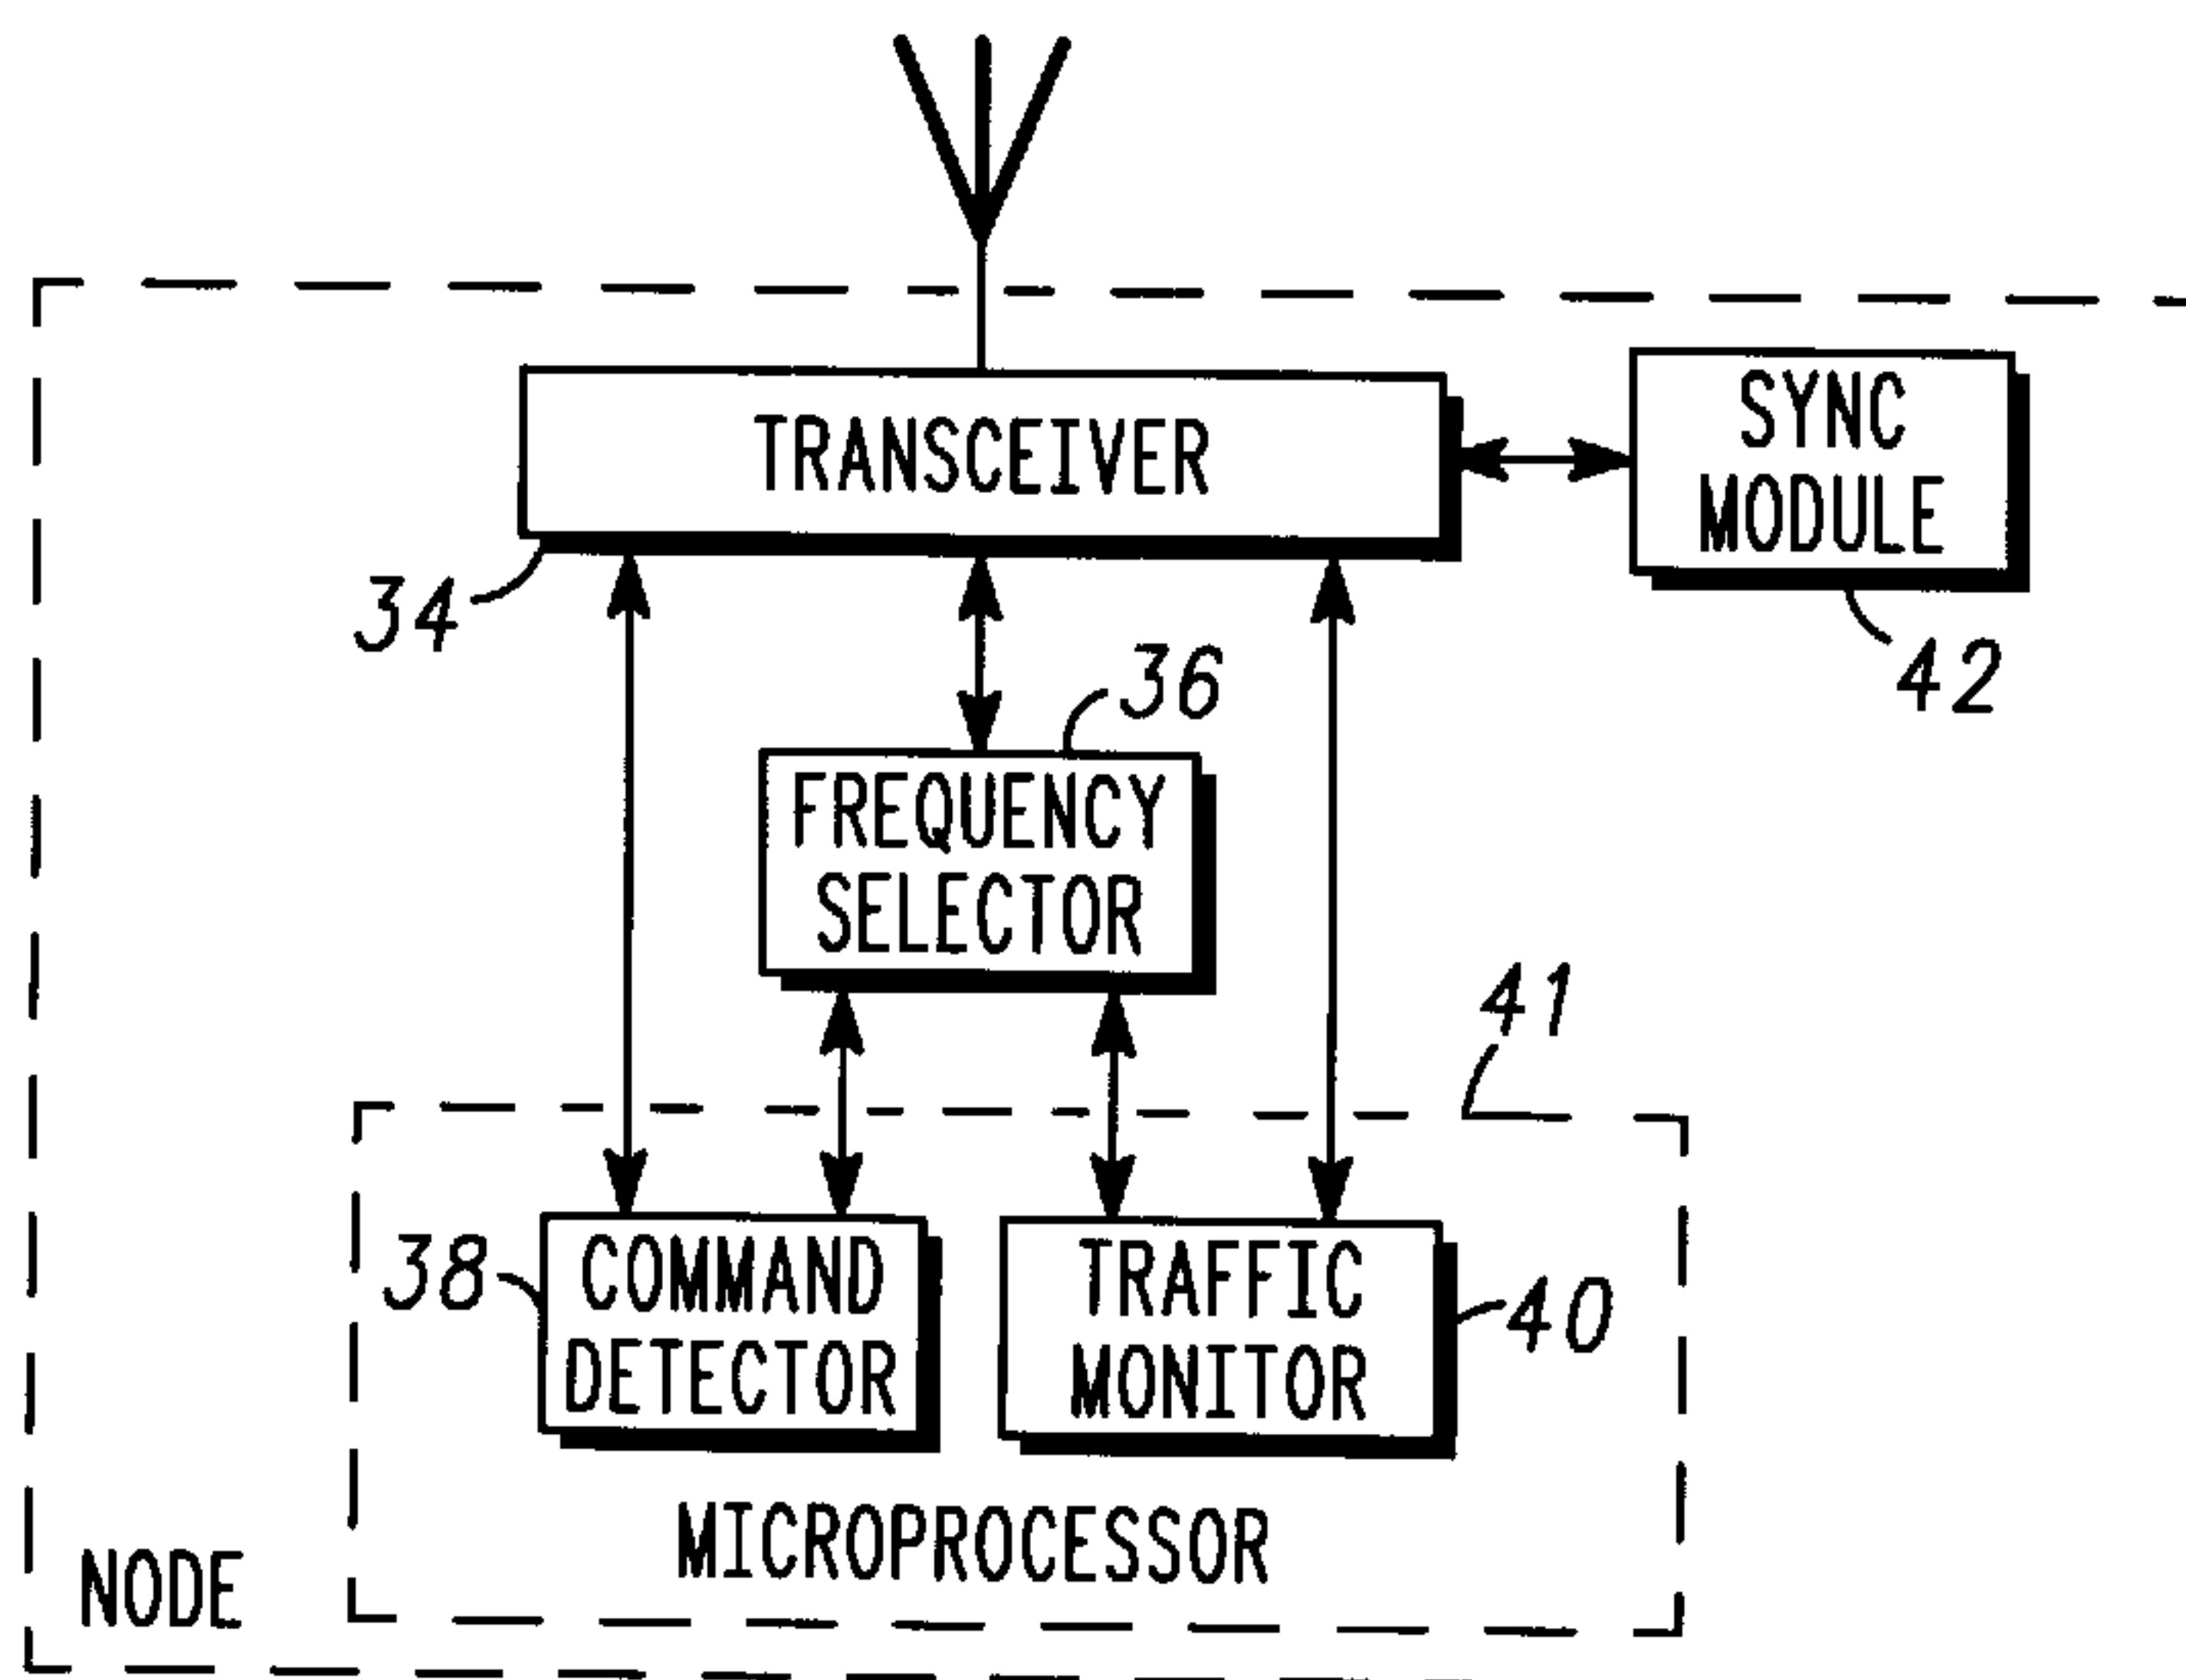 TRANSCEIVER
SYNC
MODULE
34
36
42
FREQUENCY
SELECTOR
41
38
COMMAND
DETECTOR
TRAFFIC
MONITOR
40
MICROPROCESSOR
NODE